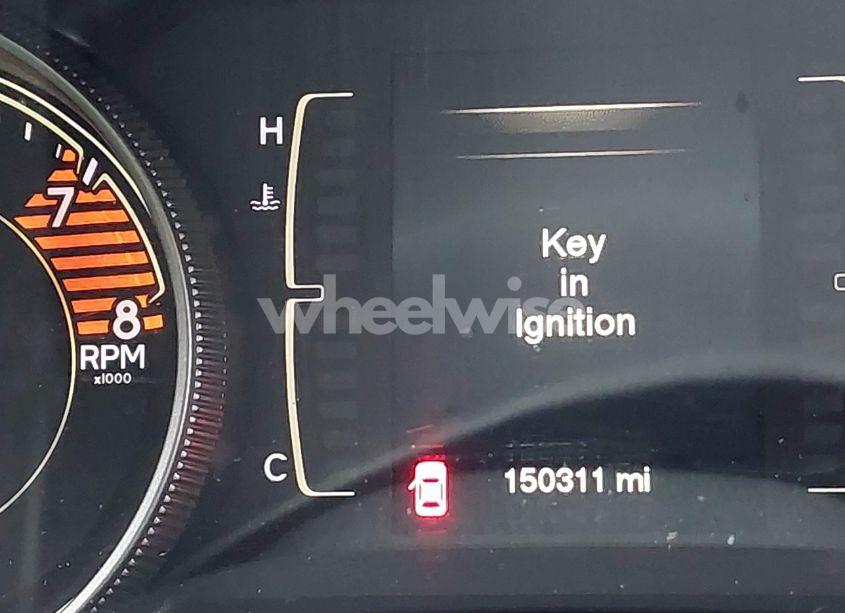 H
7
Key
in
wheelwise
Ignition
8
RPM
x1000
C
150311 mi